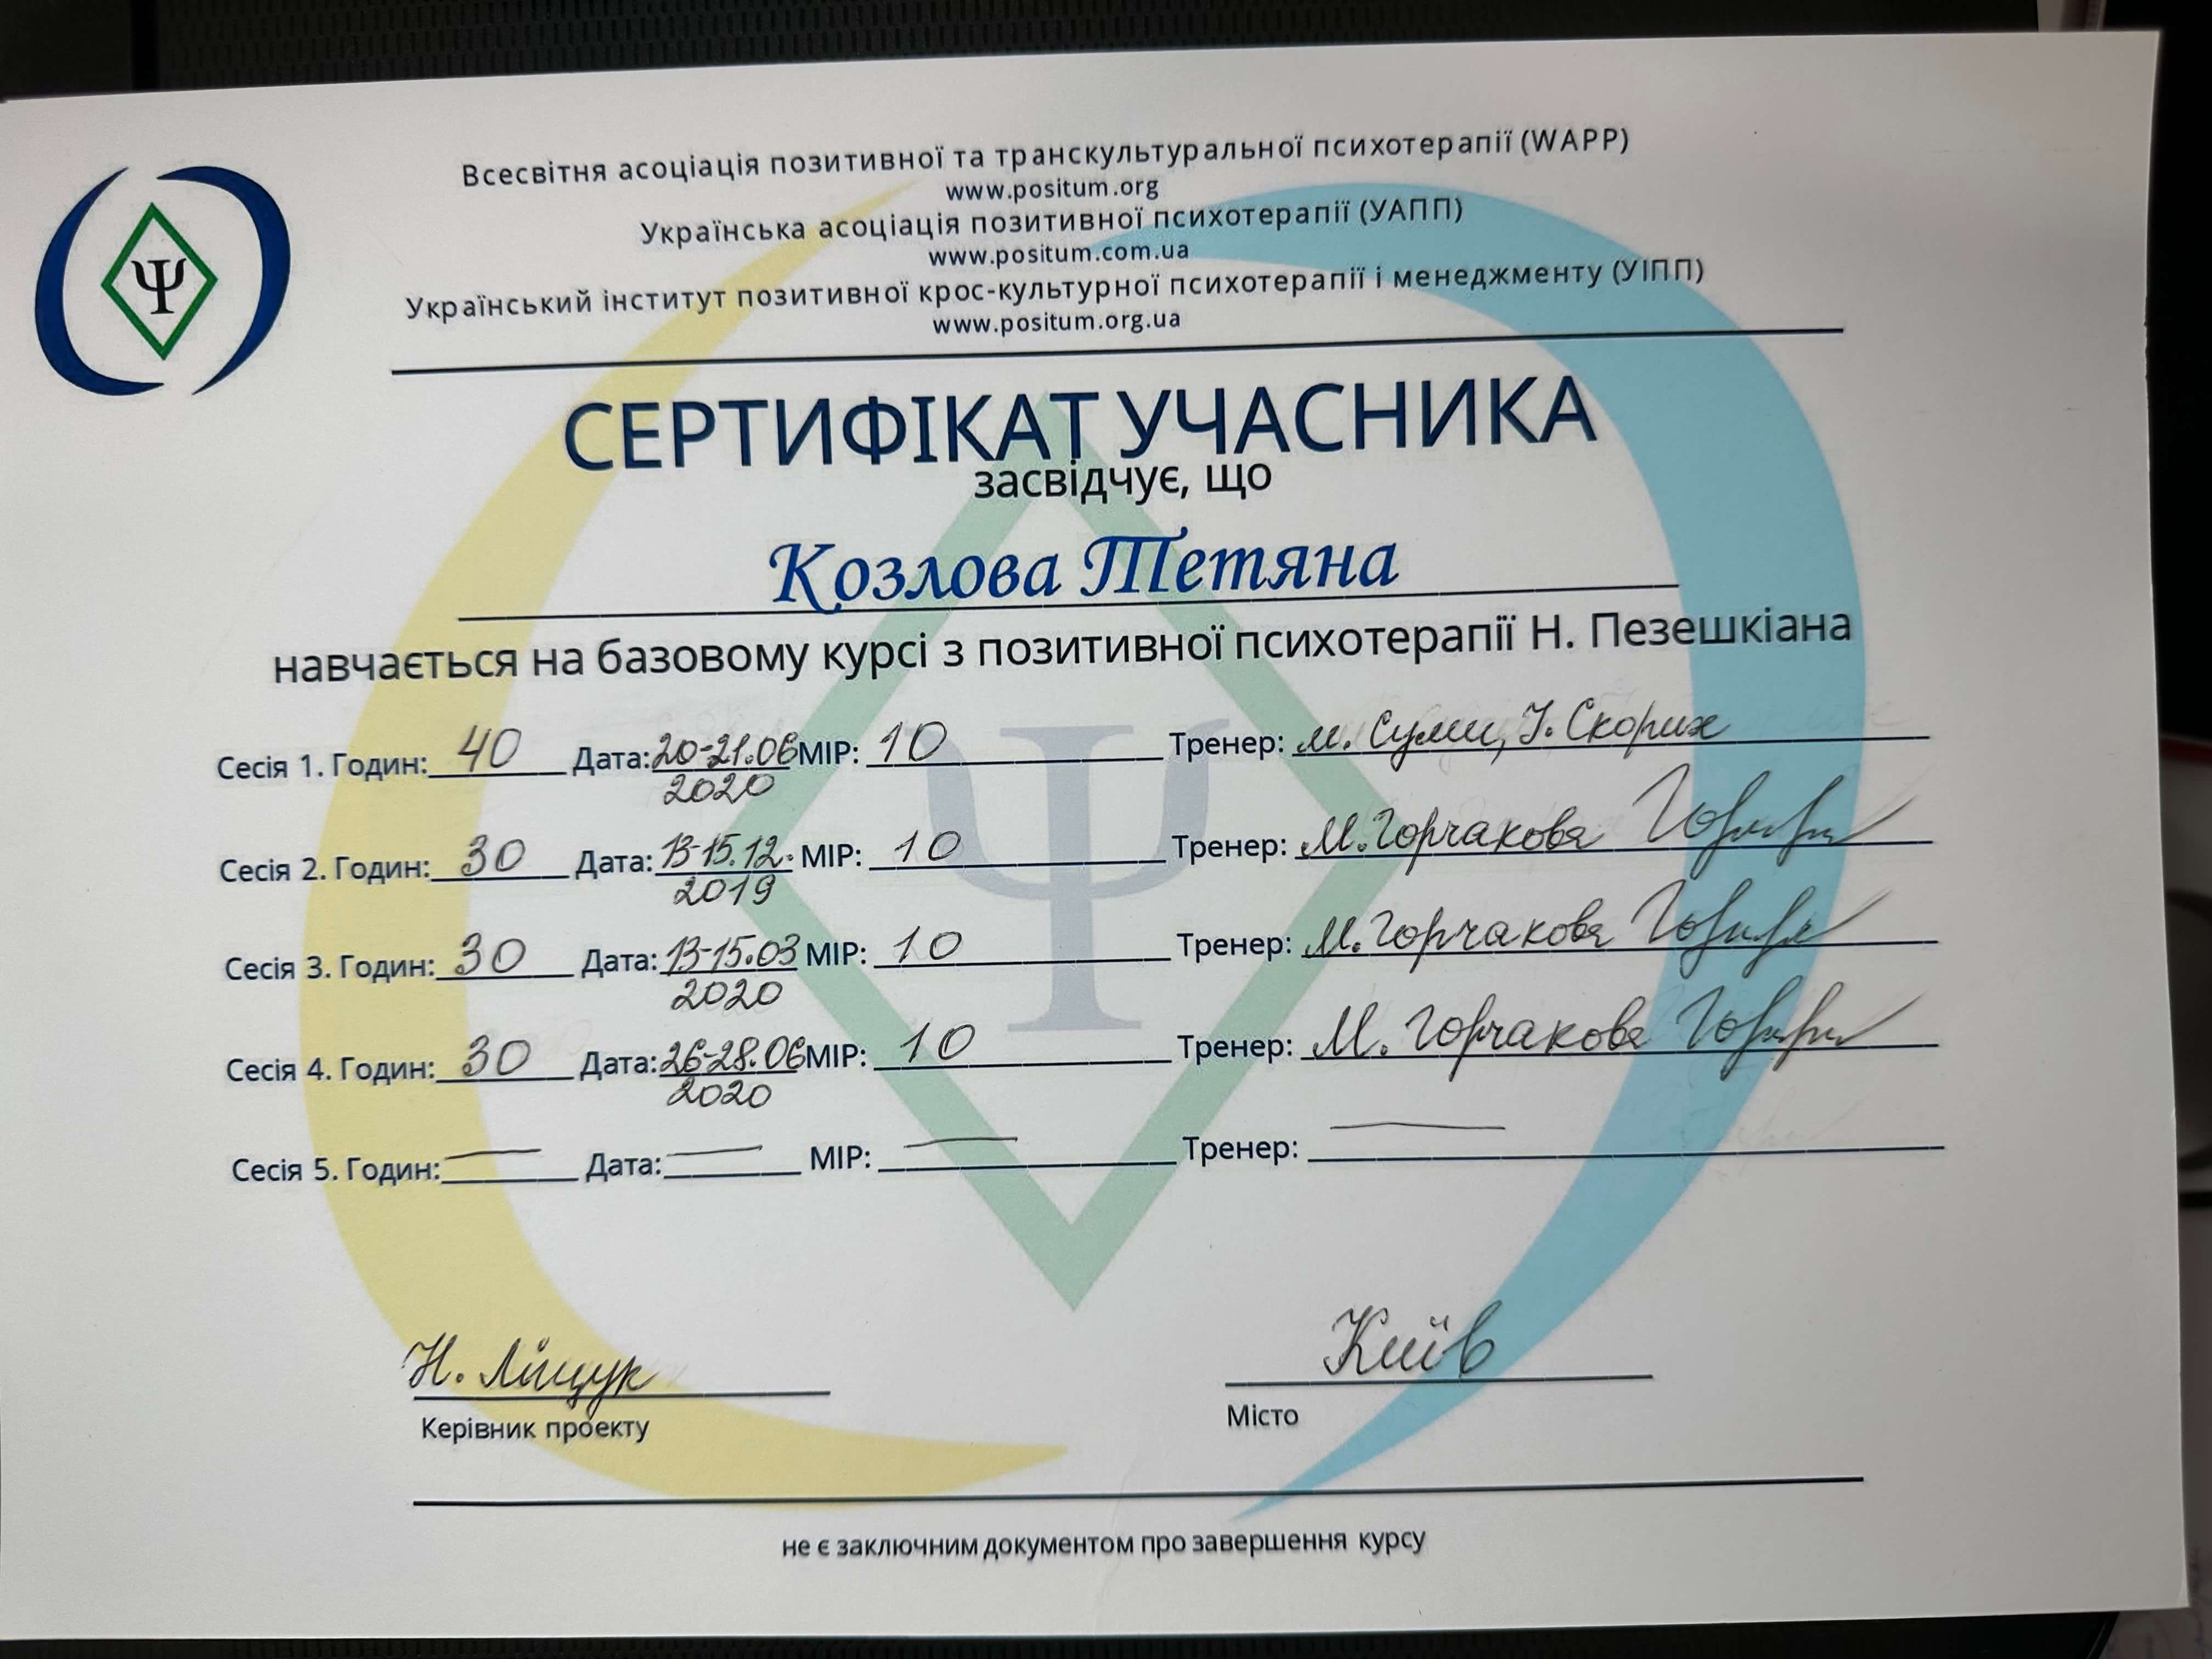 Всесвітня асоціація позитивної та транскультуральної психотерапії (WAPP)
www.positum.org
Українська асоціація позитивної психотерапії (УАПП)
www.positum.com.ua
Український інститут позитивної крос-культурної психотерапії і менеджменту (УІПП)
www.positum.org.ua
Ψ
СЕРТИФІКАТ УЧАСНИКА
засвідчує, що
Козлова Тетяна
навчається на базовому курсі з позитивної психотерапії Н. Пезешкіана
Сесія 1. Годин: 40 Дата: 20-21.06 МІР: 10 Тренер: м. Суми, І. Скорих
2020
Сесія 2. Годин: 30 Дата: 13-15.12. МІР: 10 Тренер: М. Горчакова
2019
Сесія 3. Годин: 30 Дата: 13-15.03 МІР: 10 Тренер: М. Горчакова
2020
Сесія 4. Годин: 30 Дата: 26-28.06 МІР: 10 Тренер: М. Горчакова
2020
Сесія 5. Годин: — Дата: — МІР: — Тренер: —
Н. Ліщук Київ
Керівник проекту Місто
не є заключним документом про завершення курсу